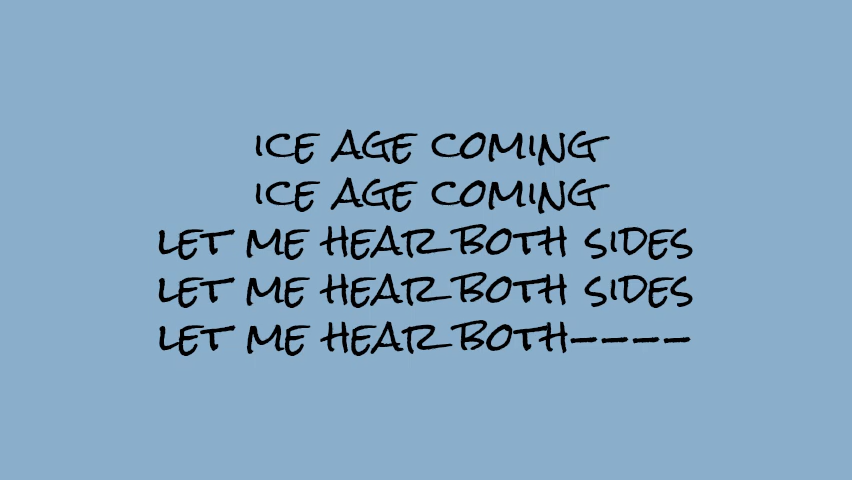 ICE AGE COMING
ICE AGE COMING
LET ME HEAR BOTH SIDES
LET ME HEAR BOTH SIDES
LET ME HEAR BOTH----